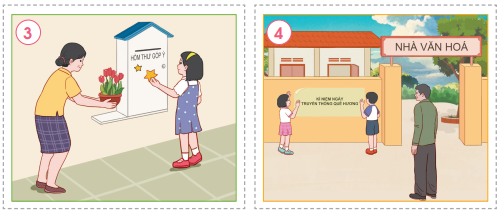 3
HÒM THƯ GÓP Ý
4
NHÀ VĂN HOÁ
KỈ NIỆM NGÀY
TRUYỀN THỐNG QUÊ HƯƠNG